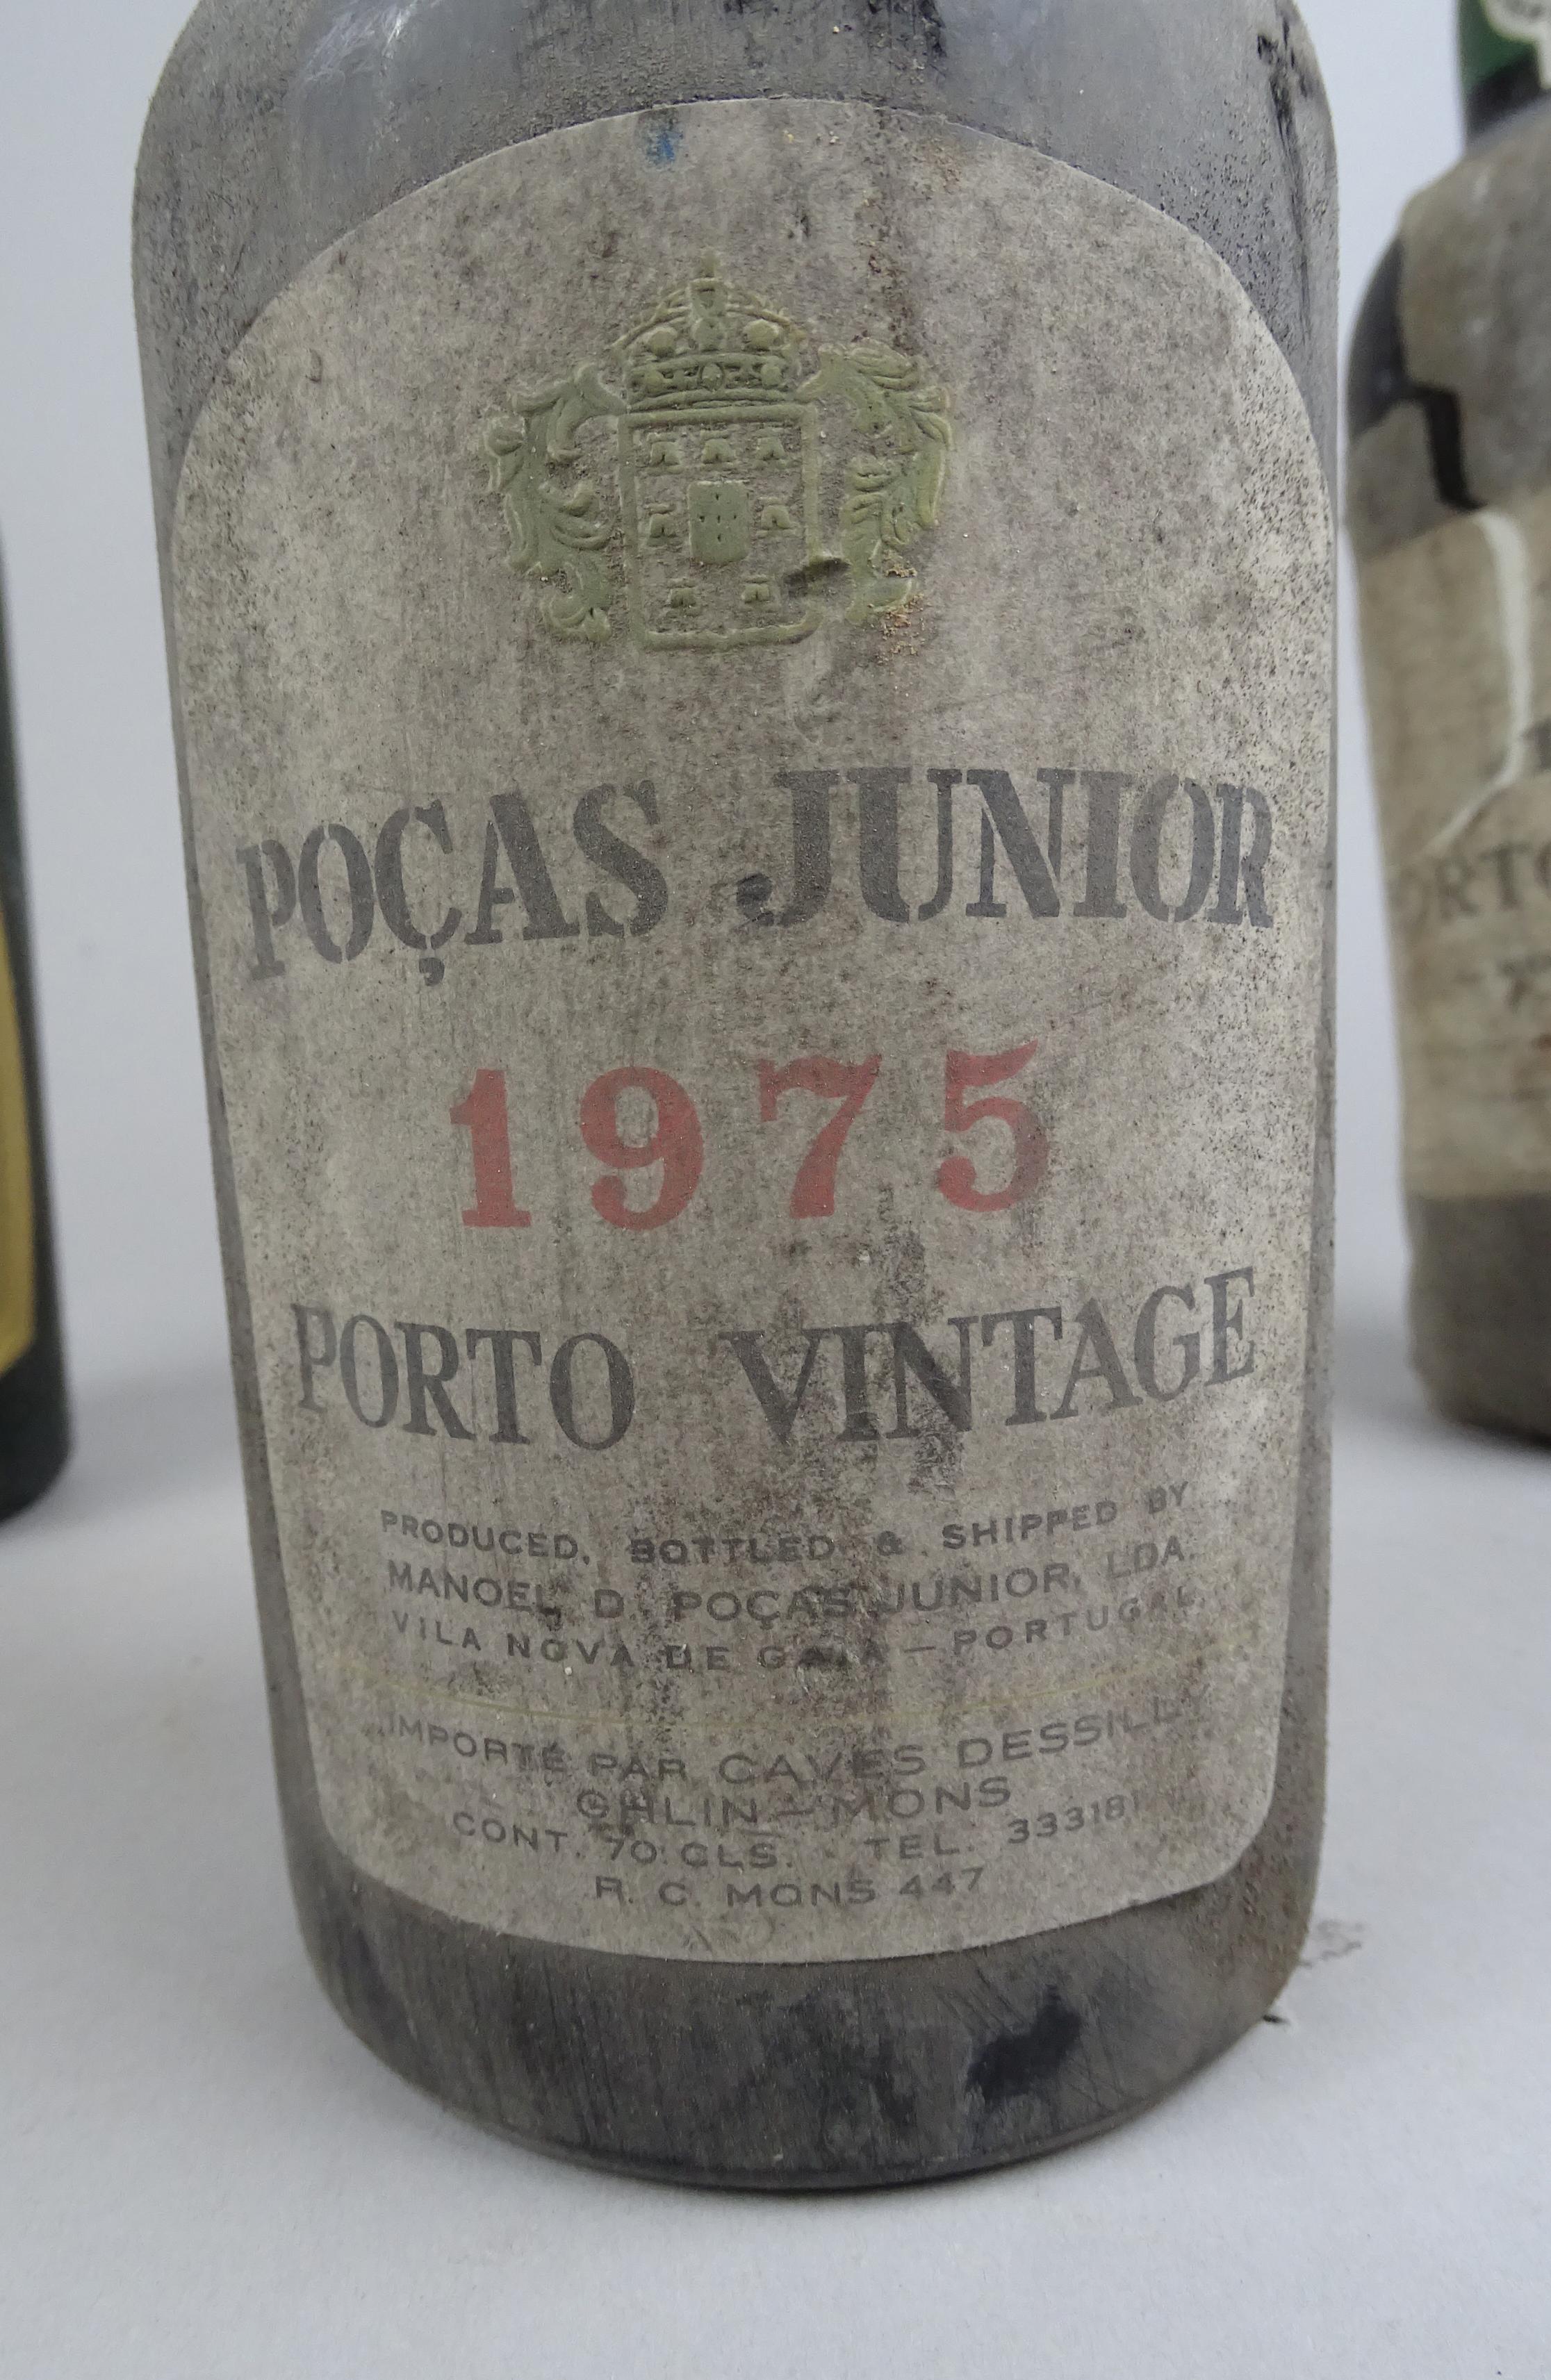 POÇAS JUNIOR
1975
PORTO VINTAGE
PRODUCED, BOTTLED & SHIPPED BY
MANOEL D. POÇAS JUNIOR, LDA.
VILA NOVA DE GAIA — PORTUGAL
IMPORTÉ PAR CAVES DESSILLY
GHLIN — MONS
CONT. 70 CLS. - TEL. 333181
R. C. MONS 447